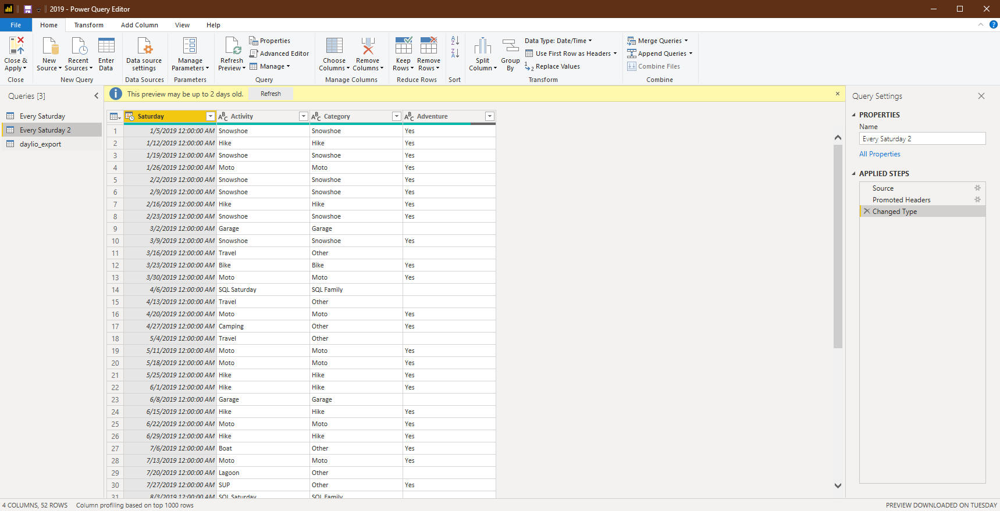 2019 - Power Query Editor
File Home Transform Add Column View Help
Close & Apply
New Source
Recent Sources
Enter Data
Data source settings
Manage Parameters
Refresh Preview
Properties
Advanced Editor
Manage
Choose Columns
Remove Columns
Keep Rows
Remove Rows
Split Column
Group By
Data Type: Date/Time
Use First Row as Headers
Replace Values
Merge Queries
Append Queries
Combine Files
Close New Query Data Sources Parameters Query Manage Columns Reduce Rows Sort Transform Combine
Queries [3]
Every Saturday
Every Saturday 2
daylio_export
This preview may be up to 2 days old. Refresh
Saturday Activity Category Adventure
1 1/5/2019 12:00:00 AM Snowshoe Snowshoe Yes
2 1/12/2019 12:00:00 AM Hike Hike Yes
3 1/19/2019 12:00:00 AM Snowshoe Snowshoe Yes
4 1/26/2019 12:00:00 AM Moto Moto Yes
5 2/2/2019 12:00:00 AM Snowshoe Snowshoe Yes
6 2/9/2019 12:00:00 AM Snowshoe Snowshoe Yes
7 2/16/2019 12:00:00 AM Hike Hike Yes
8 2/23/2019 12:00:00 AM Snowshoe Snowshoe Yes
9 3/2/2019 12:00:00 AM Garage Garage
10 3/9/2019 12:00:00 AM Snowshoe Snowshoe Yes
11 3/16/2019 12:00:00 AM Travel Other
12 3/23/2019 12:00:00 AM Bike Bike Yes
13 3/30/2019 12:00:00 AM Moto Moto Yes
14 4/6/2019 12:00:00 AM SQL Saturday SQL Family
15 4/13/2019 12:00:00 AM Travel Other
16 4/20/2019 12:00:00 AM Moto Moto Yes
17 4/27/2019 12:00:00 AM Camping Other Yes
18 5/4/2019 12:00:00 AM Travel Other
19 5/11/2019 12:00:00 AM Moto Moto Yes
20 5/18/2019 12:00:00 AM Moto Moto Yes
21 5/25/2019 12:00:00 AM Hike Hike Yes
22 6/1/2019 12:00:00 AM Hike Hike Yes
23 6/8/2019 12:00:00 AM Garage Garage
24 6/15/2019 12:00:00 AM Hike Hike Yes
25 6/22/2019 12:00:00 AM Moto Moto Yes
26 6/29/2019 12:00:00 AM Hike Hike Yes
27 7/6/2019 12:00:00 AM Boat Other Yes
28 7/13/2019 12:00:00 AM Moto Moto Yes
29 7/20/2019 12:00:00 AM Lagoon Other
30 7/27/2019 12:00:00 AM SUP Other Yes
31 8/3/2019 12:00:00 AM SQL Saturday SQL Family
Query Settings
PROPERTIES
Name
Every Saturday 2
All Properties
APPLIED STEPS
Source
Promoted Headers
Changed Type
4 COLUMNS, 52 ROWS Column profiling based on top 1000 rows
PREVIEW DOWNLOADED ON TUESDAY